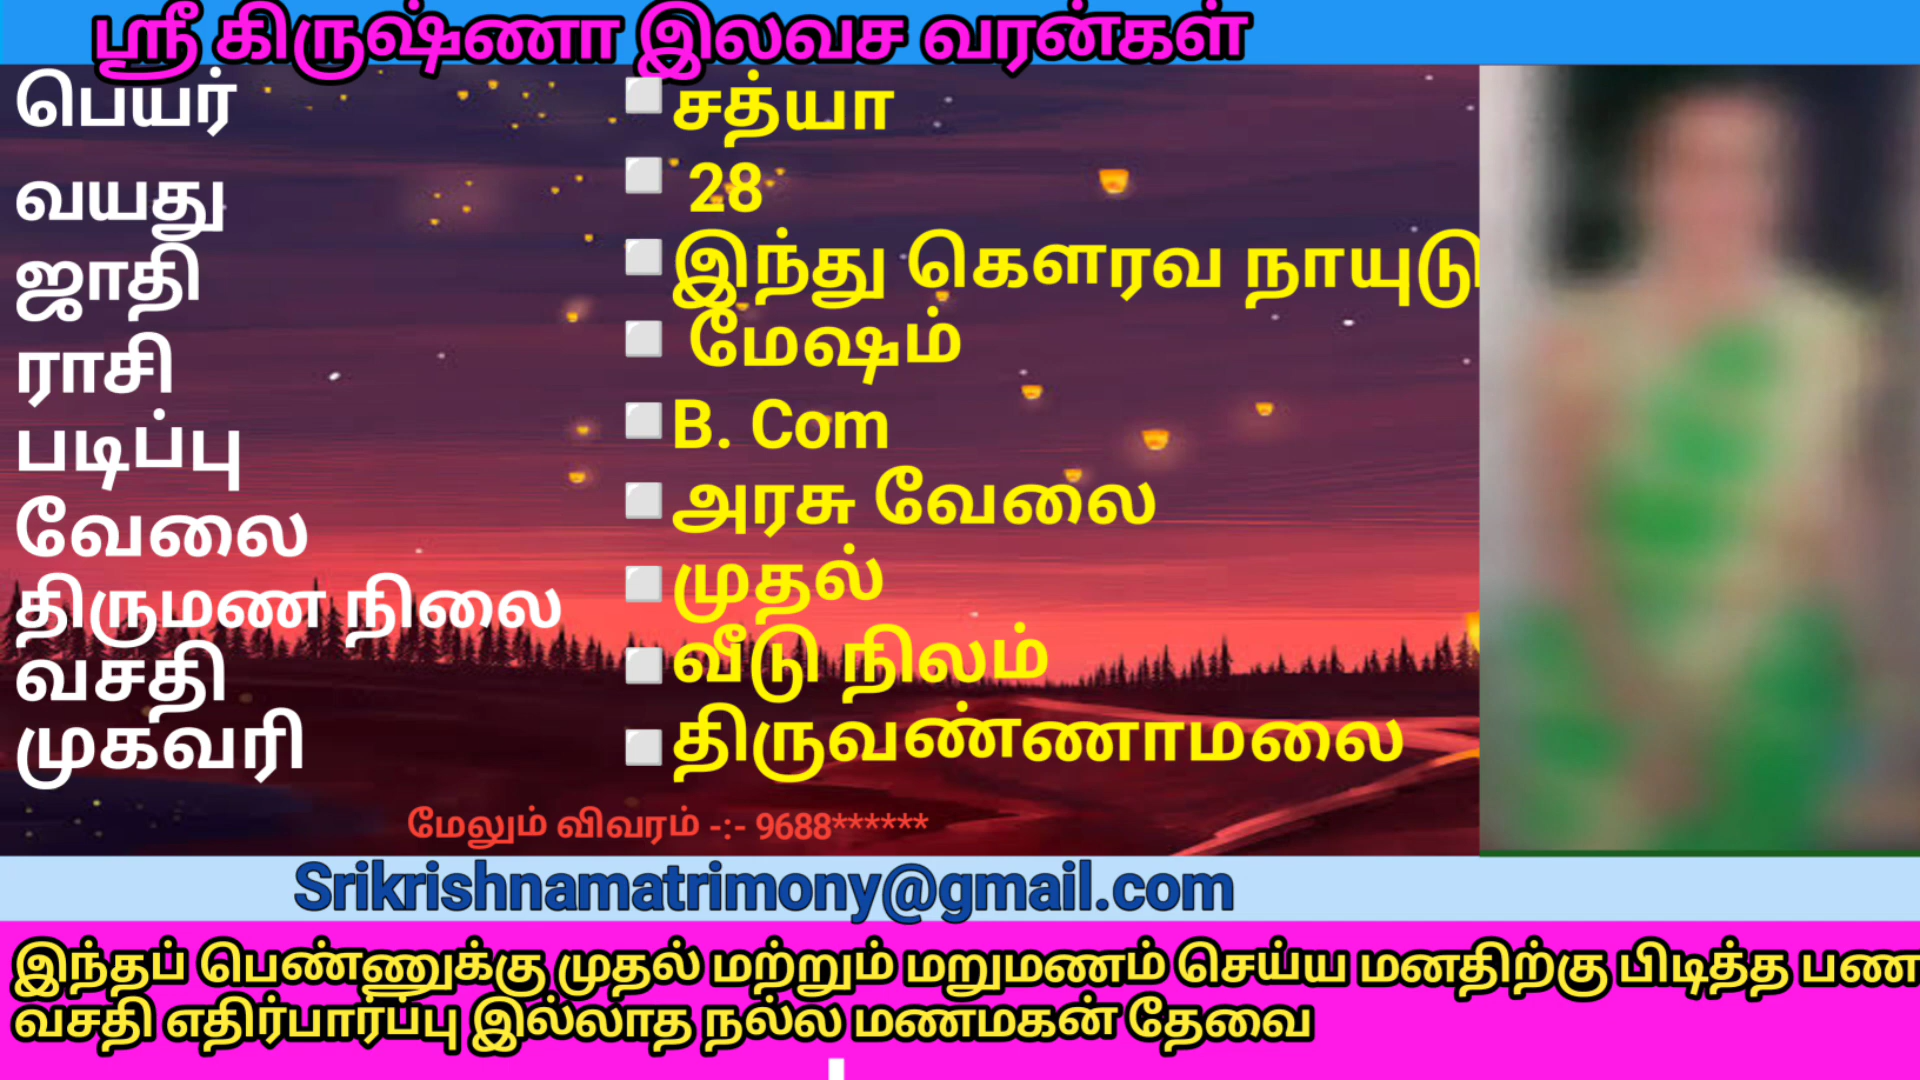 ஸ்ரீ கிருஷ்ணா இலவச வரன்கள்
பெயர் சத்யா
வயது 28
ஜாதி இந்து கௌரவ நாயுடு
ராசி மேஷம்
படிப்பு B. Com
வேலை அரசு வேலை
திருமண நிலை முதல்
வசதி வீடு நிலம்
முகவரி திருவண்ணாமலை
மேலும் விவரம் -:- 9688******
Srikrishnamatrimony@gmail.com
இந்தப் பெண்ணுக்கு முதல் மற்றும் மறுமணம் செய்ய மனதிற்கு பிடித்த பண
வசதி எதிர்பார்ப்பு இல்லாத நல்ல மணமகன் தேவை